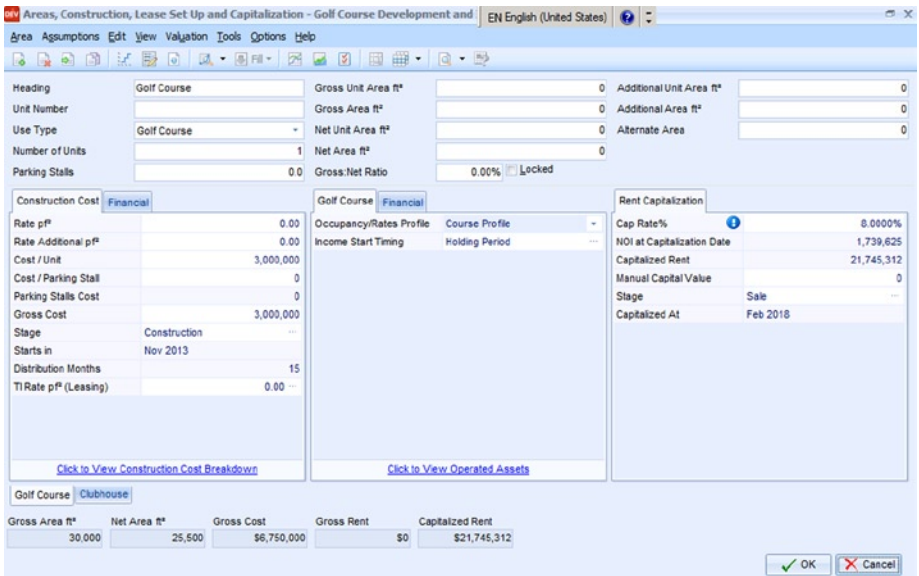 DEV Areas, Construction, Lease Set Up and Capitalization - Golf Course Development and
EN English (United States)
Area Assumptions Edit View Valuation Tools Options Help
Fill
Heading Golf Course Gross Unit Area ft² 0 Additional Unit Area ft² 0
Unit Number Gross Area ft² 0 Additional Area ft² 0
Use Type Golf Course Net Unit Area ft² 0 Alternate Area 0
Number of Units 1 Net Area ft² 0
Parking Stalls 0.0 Gross:Net Ratio 0.00% Locked
Construction Cost Financial Golf Course Financial Rent Capitalization
Rate pf² 0.00 Occupancy/Rates Profile Course Profile Cap Rate% 8.0000%
Rate Additional pf² 0.00 Income Start Timing Holding Period ... NOI at Capitalization Date 1,739,625
Cost / Unit 3,000,000 Capitalized Rent 21,745,312
Cost / Parking Stall 0 Manual Capital Value 0
Parking Stalls Cost 0 Stage Sale ...
Gross Cost 3,000,000 Capitalized At Feb 2018
Stage Construction ...
Starts in Nov 2013
Distribution Months 15
TI Rate pf² (Leasing) 0.00 ...
Click to View Construction Cost Breakdown Click to View Operated Assets
Golf Course Clubhouse
Gross Area ft² Net Area ft² Gross Cost Gross Rent Capitalized Rent
30,000 25,500 $6,750,000 $0 $21,745,312
OK Cancel